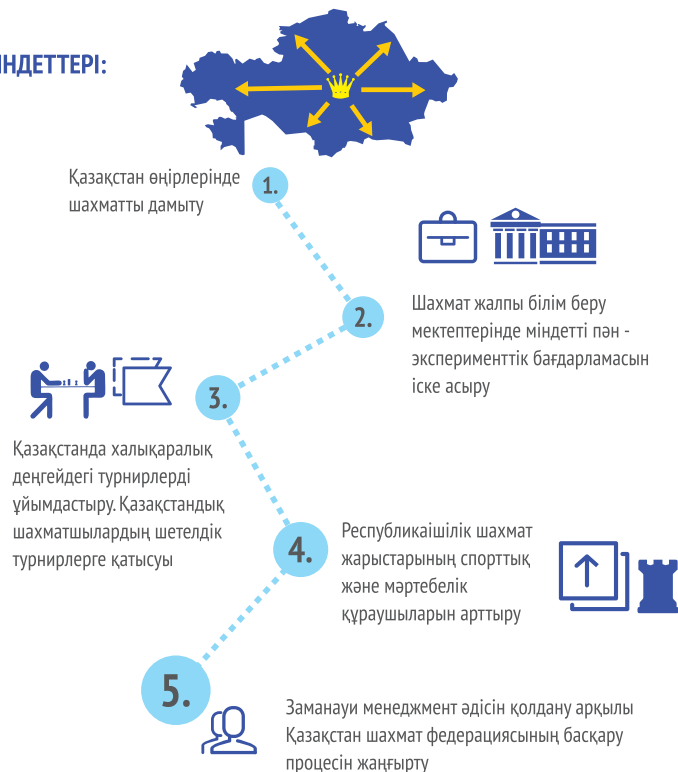 ІНДЕТТЕРІ:
Қазақстан өңірлерінде
шахматты дамыту
1.
2.
Шахмат жалпы білім беру
мектептерінде міндетті пән -
эксперименттік бағдарламасын
іске асыру
3.
Қазақстанда халықаралық
деңгейдегі турнирлерді
ұйымдастыру. Қазақстандық
шахматшылардың шетелдік
турнирлерге қатысуы
4.
Республикаішілік шахмат
жарыстарының спорттық
және мәртебелік
құраушыларын арттыру
5.
Заманауи менеджмент әдісін қолдану арқылы
Қазақстан шахмат федерациясының басқару
процесін жаңғырту